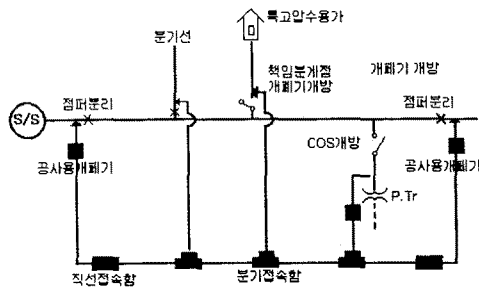 특고압수용가
분기선
책임분계점
개폐기개방
개폐기 개방
점퍼분리
점퍼분리
S/S
COS개방
공사용개폐기
공사용개폐기
P.Tr
직선접속함
분기접속함